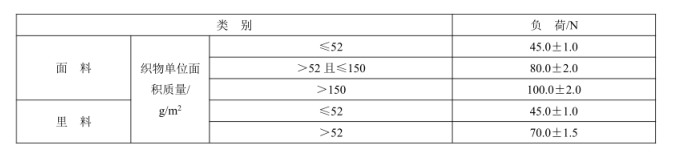 类 别 负 荷/N
面 料 织物单位面积质量/g/m² ≤52 45.0±1.0
>52 且≤150 80.0±2.0
>150 100.0±2.0
里 料 ≤52 45.0±1.0
>52 70.0±1.5